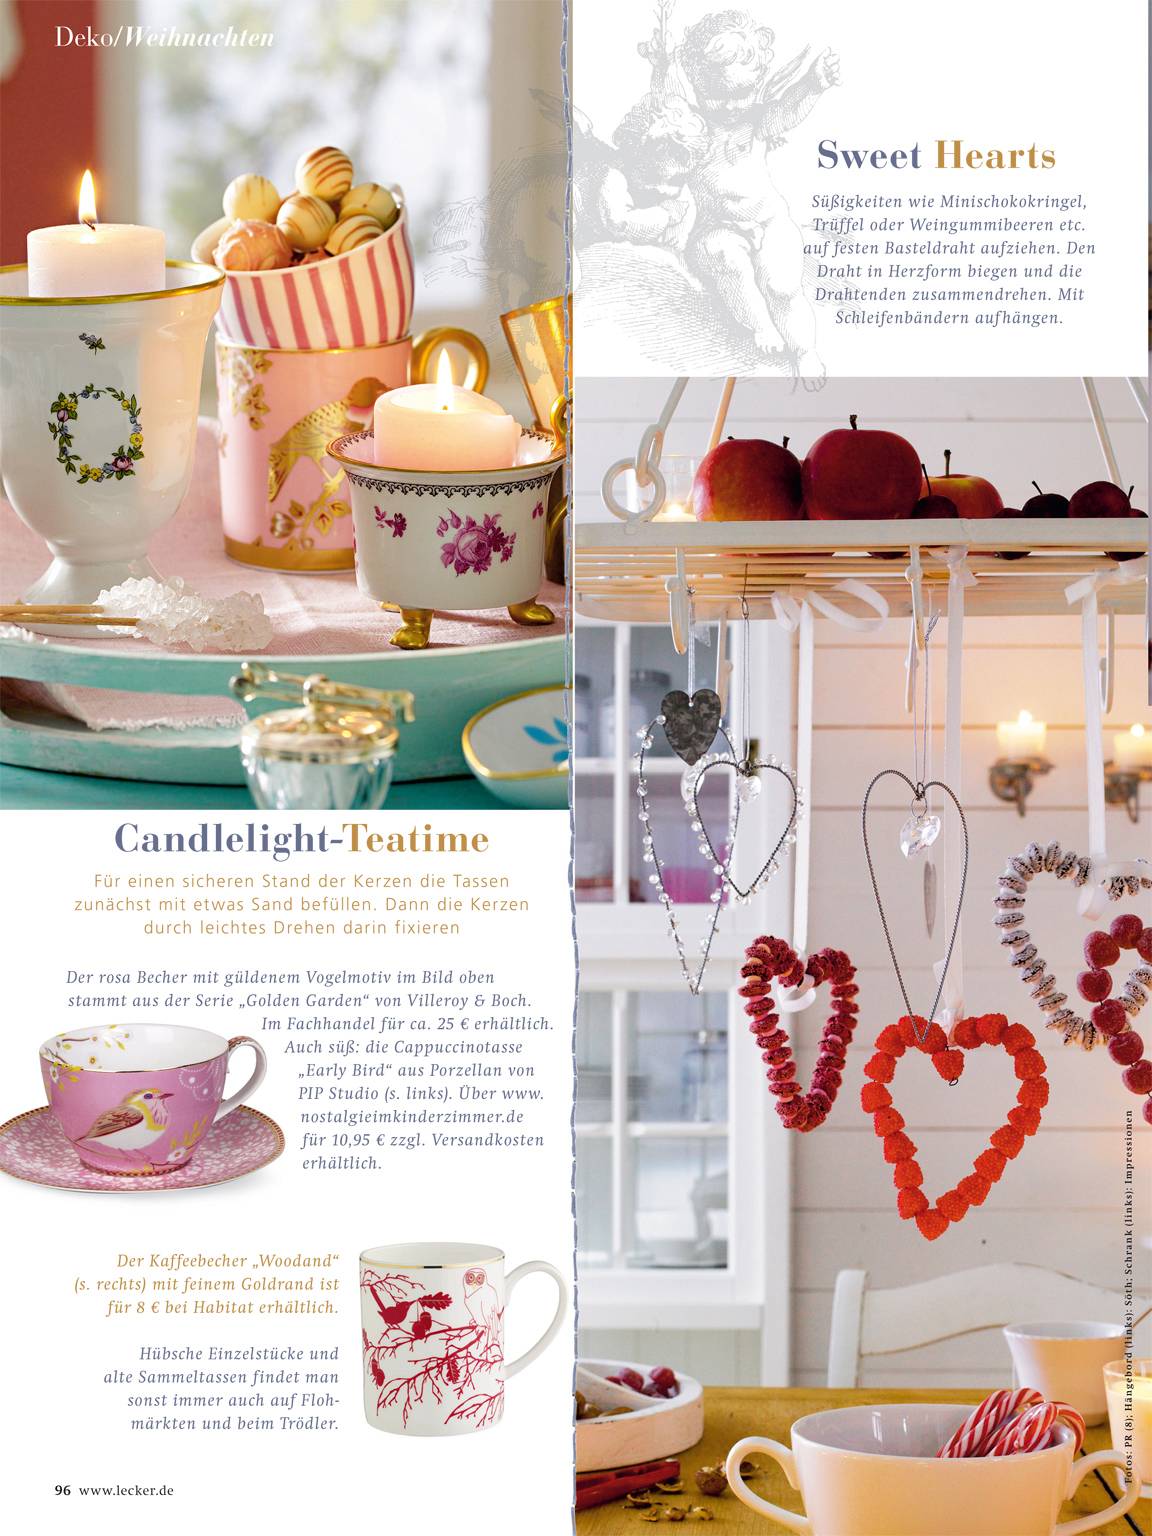 Deko/Weihnachten
Sweet Hearts
Süßigkeiten wie Minischokokringel,
Trüffel oder Weingummibeeren etc.
auf festen Basteldraht aufziehen. Den
Draht in Herzform biegen und die
Drahtenden zusammendrehen. Mit
Schleifenbändern aufhängen.
Candlelight-Teatime
Für einen sicheren Stand der Kerzen die Tassen
zunächst mit etwas Sand befüllen. Dann die Kerzen
durch leichtes Drehen darin fixieren
Der rosa Becher mit güldenem Vogelmotiv im Bild oben
stammt aus der Serie „Golden Garden“ von Villeroy & Boch.
Im Fachhandel für ca. 25 € erhältlich.
Auch süß: die Cappuccinotasse
„Early Bird“ aus Porzellan von
PIP Studio (s. links). Über www.
nostalgieimkinderzimmer.de
für 10,95 € zzgl. Versandkosten
erhältlich.
Der Kaffeebecher „Woodand“
(s. rechts) mit feinem Goldrand ist
für 8 € bei Habitat erhältlich.
Hübsche Einzelstücke und
alte Sammeltassen findet man
sonst immer auch auf Floh-
märkten und beim Trödler.
96 www.lecker.de
Fotos: PR (8); Hängebord (links): Söth; Schrank (links): Impressionen